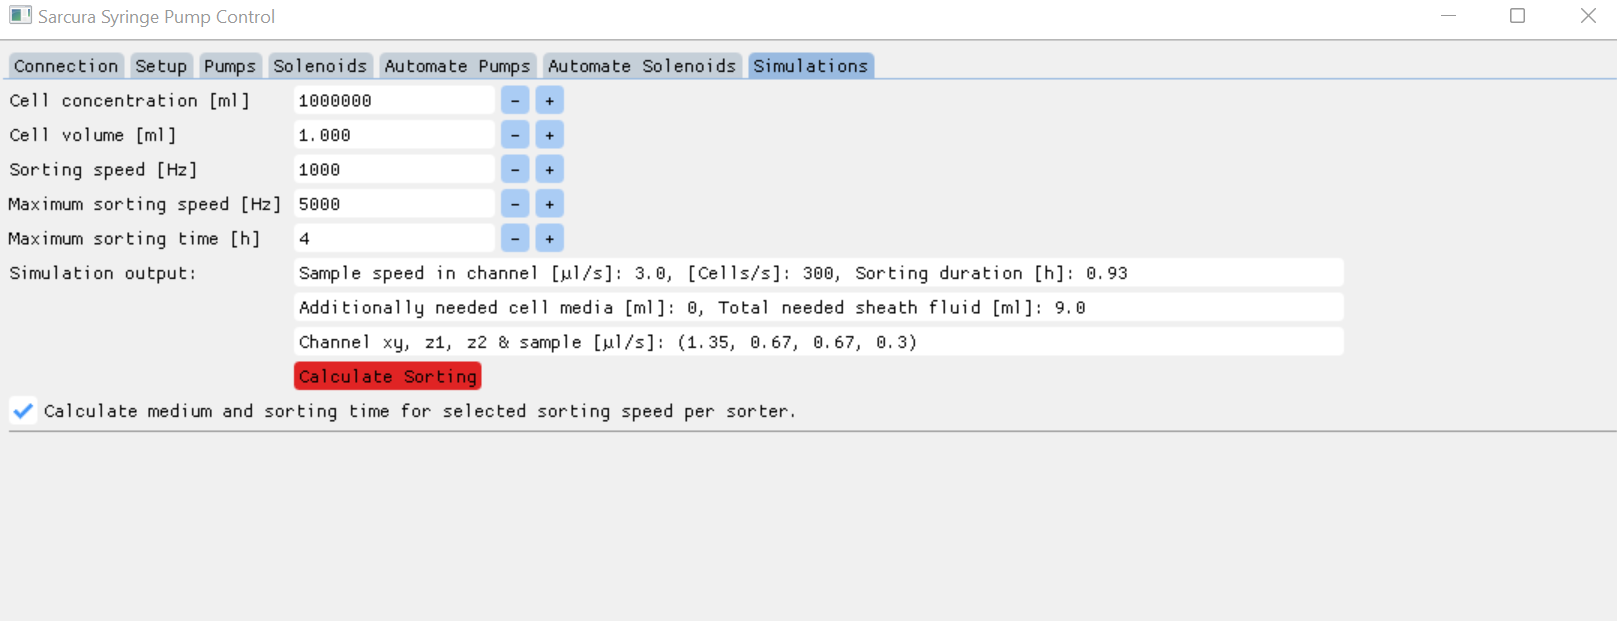 Sarcura Syringe Pump Control
Connection Setup Pumps Solenoids Automate Pumps Automate Solenoids Simulations
Cell concentration [ml] 1000000 - +
Cell volume [ml] 1.000 - +
Sorting speed [Hz] 1000 - +
Maximum sorting speed [Hz] 5000 - +
Maximum sorting time [h] 4 - +
Simulation output: Sample speed in channel [µl/s]: 3.0, [Cells/s]: 300, Sorting duration [h]: 0.93
Additionally needed cell media [ml]: 0, Total needed sheath fluid [ml]: 9.0
Channel xy, z1, z2 & sample [µl/s]: (1.35, 0.67, 0.67, 0.3)
Calculate Sorting
Calculate medium and sorting time for selected sorting speed per sorter.